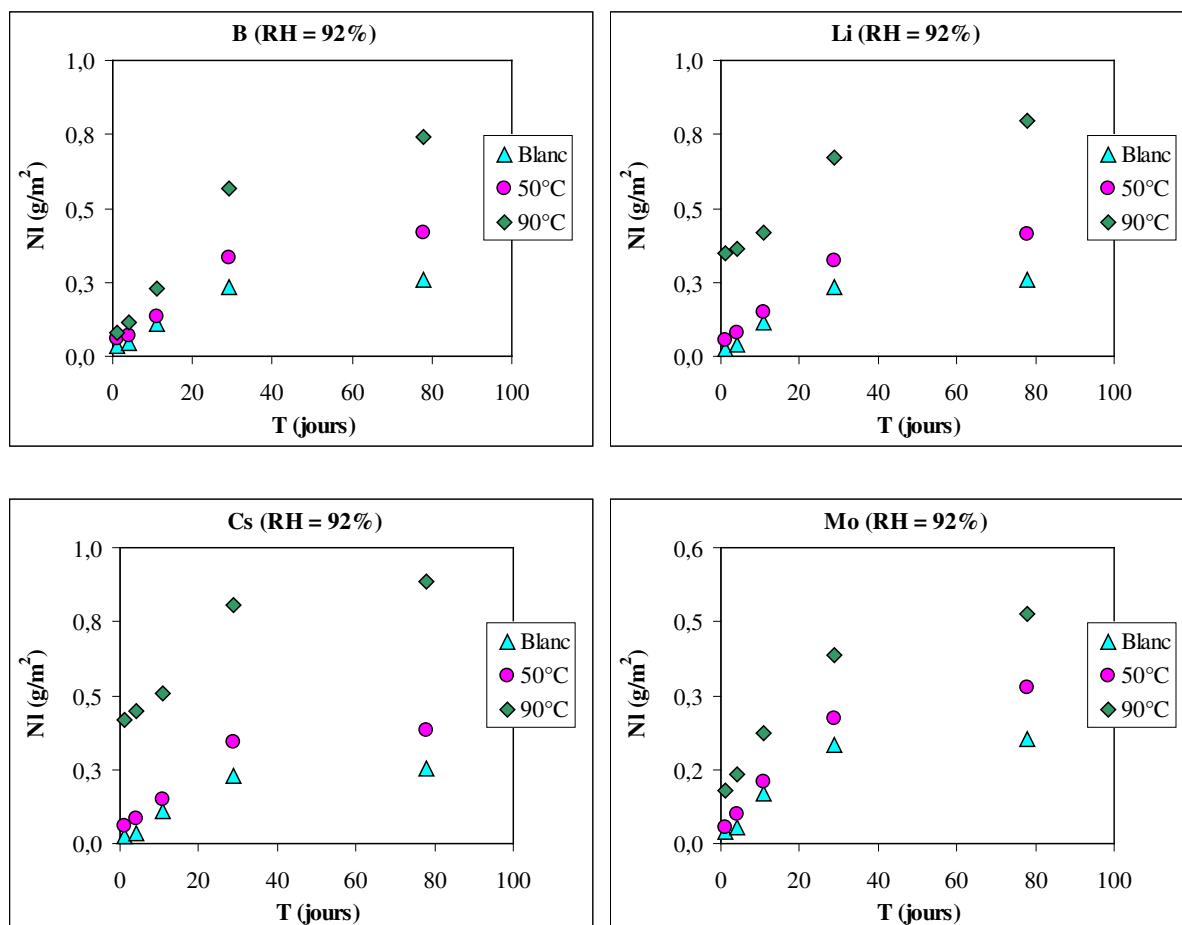 B (RH = 92%)
1,0
0,8
0,5
0,3
0,0
Nl (g/m²)
0 20 40 60 80 100
T (jours)
Blanc
50°C
90°C
Li (RH = 92%)
1,0
0,8
0,5
0,3
0,0
Nl (g/m²)
0 20 40 60 80 100
T (jours)
Blanc
50°C
90°C
Cs (RH = 92%)
1,0
0,8
0,5
0,3
0,0
Nl (g/m²)
0 20 40 60 80 100
T (jours)
Blanc
50°C
90°C
Mo (RH = 92%)
0,6
0,5
0,3
0,2
0,0
Nl (g/m²)
0 20 40 60 80 100
T (jours)
Blanc
50°C
90°C